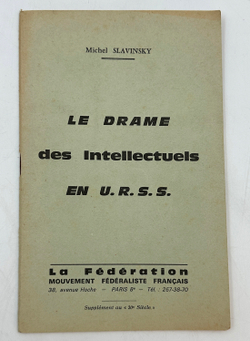 Michel SLAVINSKY
LE DRAME
des Intellectuels
EN U.R.S.S.
La Fédération
MOUVEMENT FÉDÉRALISTE FRANÇAIS
38, avenue Hoche — PARIS 8e — Tél : 267-38-70
Supplément au « 20e Siècle »